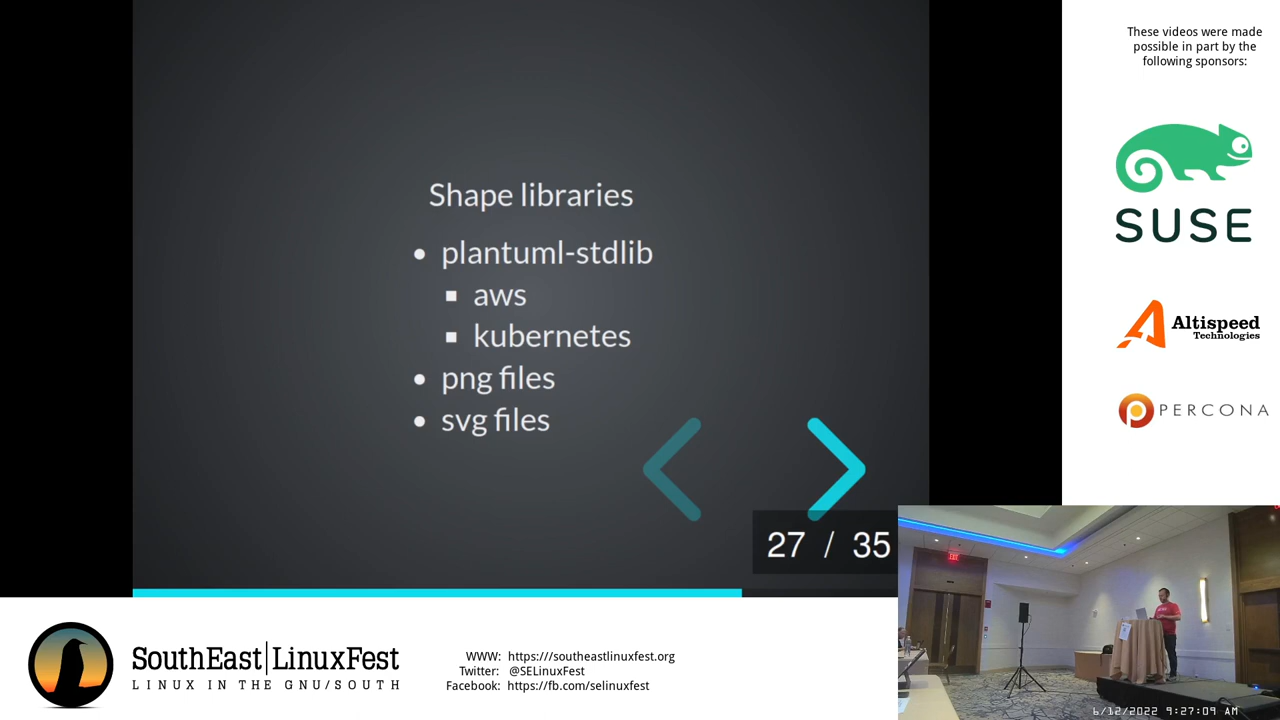 Shape libraries
plantuml-stdlib
aws
kubernetes
png files
svg files
27 / 35
These videos were made
possible in part by the
following sponsors:
SUSE
Altispeed
Technologies
PERCONA
SouthEast|LinuxFest
LINUX IN THE GNU/SOUTH
WWW: https://southeastlinuxfest.org
Twitter: @SELinuxFest
Facebook: https://fb.com/selinuxfest
6/12/2022 9:27:09 AM